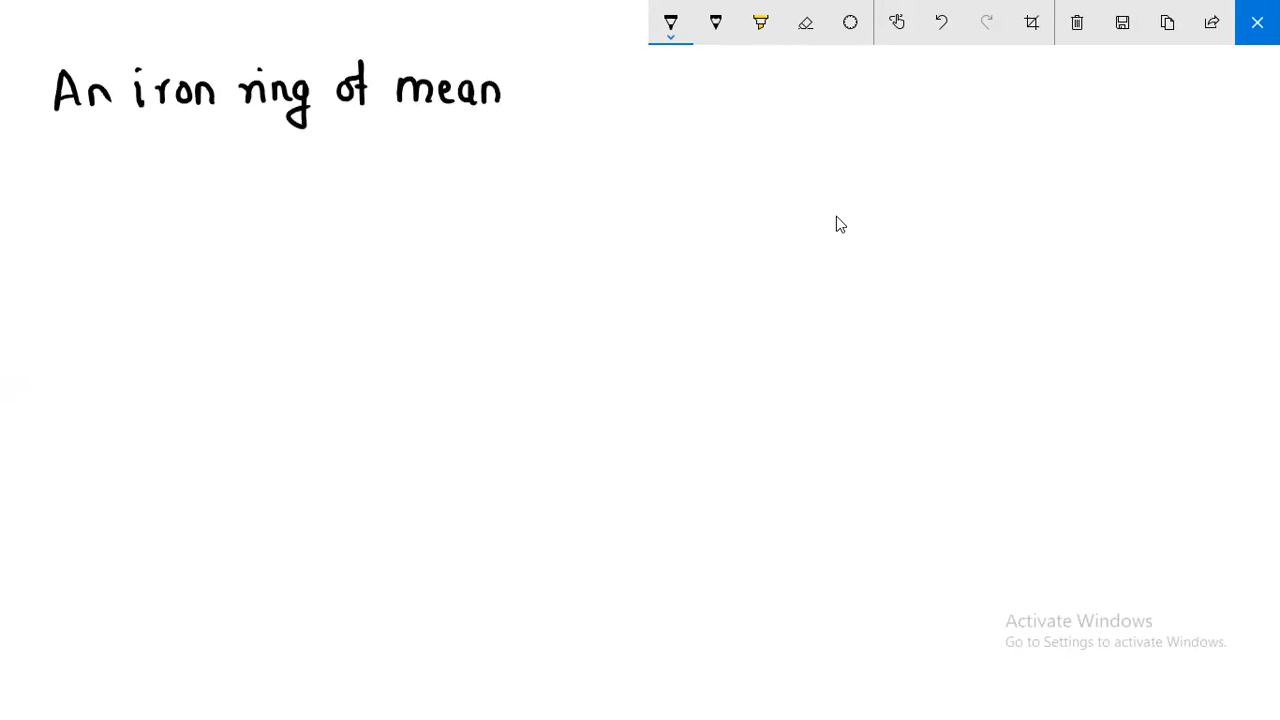 An iron ring of mean
Activate Windows
Go to Settings to activate Windows.